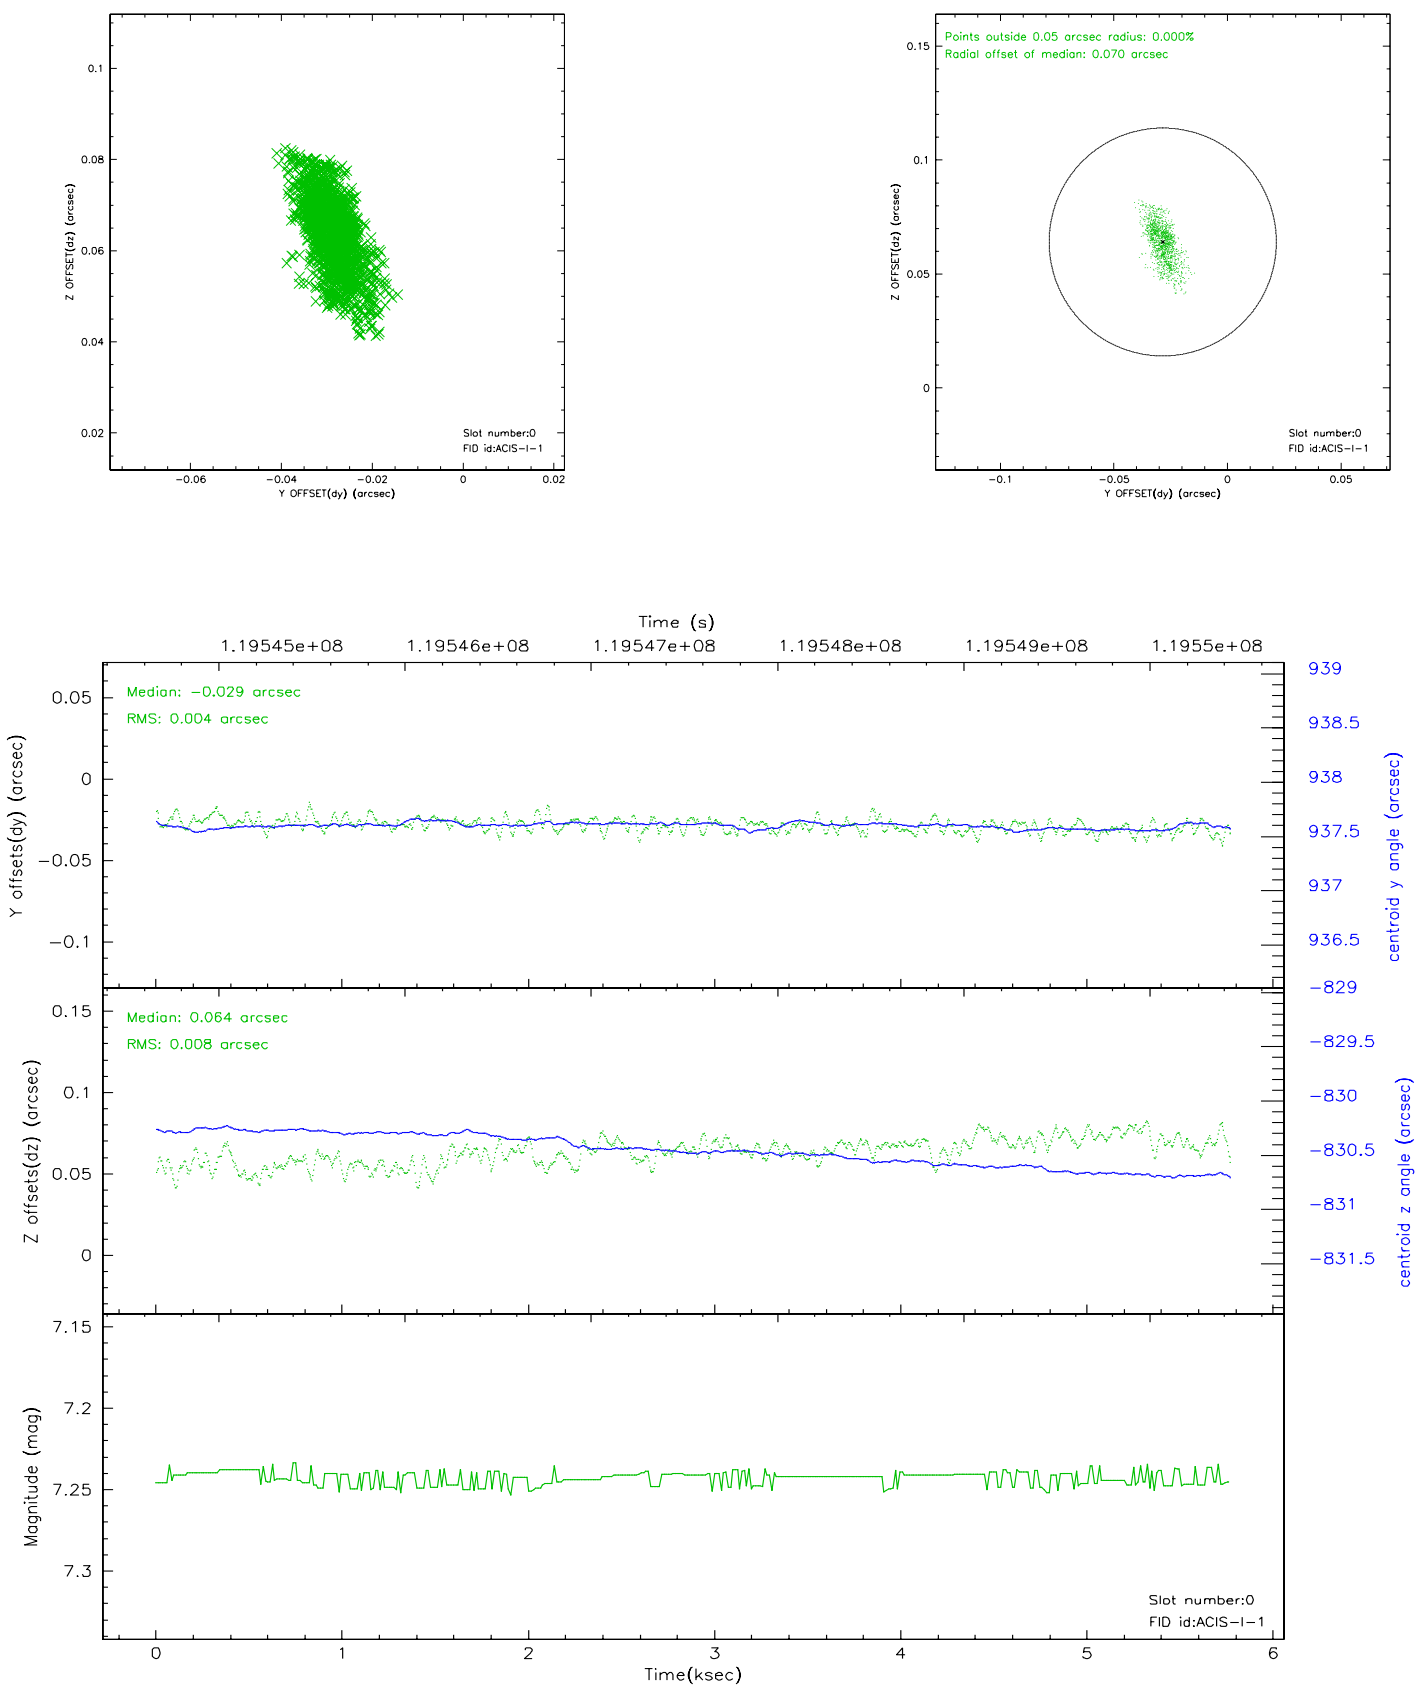 0.1
0.08
0.06
0.04
0.02
Z OFFSET(dz) (arcsec)
Slot number:0
FID id:ACIS-I-1
-0.06 -0.04 -0.02 0 0.02
Y OFFSET(dy) (arcsec)
Points outside 0.05 arcsec radius: 0.000%
Radial offset of median: 0.070 arcsec
0.15
0.1
0.05
0
Z OFFSET(dz) (arcsec)
Slot number:0
FID id:ACIS-I-1
-0.1 -0.05 0 0.05
Y OFFSET(dy) (arcsec)
Time (s)
1.19545e+08 1.19546e+08 1.19547e+08 1.19548e+08 1.19549e+08 1.1955e+08
Median: -0.029 arcsec
RMS: 0.004 arcsec
0.05
0
-0.05
-0.1
Y offsets(dy) (arcsec)
939
938.5
938
937.5
937
936.5
centroid y angle (arcsec)
Median: 0.064 arcsec
RMS: 0.008 arcsec
0.15
0.1
0.05
0
Z offsets(dz) (arcsec)
-829
-829.5
-830
-830.5
-831
-831.5
centroid z angle (arcsec)
7.15
7.2
7.25
7.3
Magnitude (mag)
Slot number:0
FID id:ACIS-I-1
0 1 2 3 4 5 6
Time(ksec)